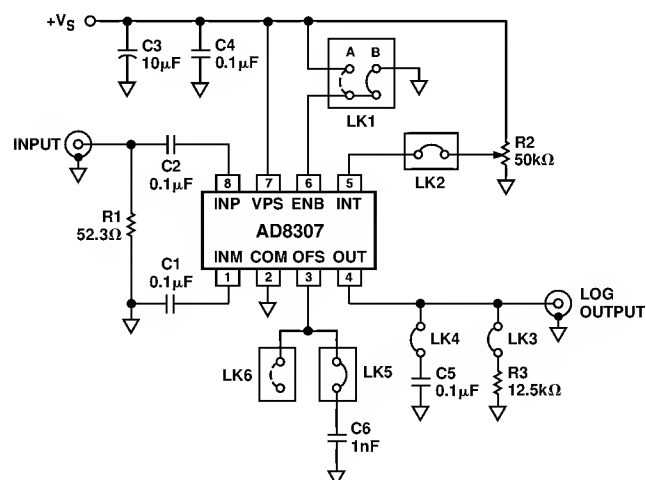 +VS
C3
10µF
C4
0.1µF
A B
LK1
R2
50kΩ
LK2
INPUT
C2
0.1µF
8 7 6 5
INP VPS ENB INT
AD8307
INM COM OFS OUT
1 2 3 4
R1
52.3Ω
C1
0.1µF
LOG
OUTPUT
LK4
LK3
C5
0.1µF
R3
12.5kΩ
LK6
LK5
C6
1nF